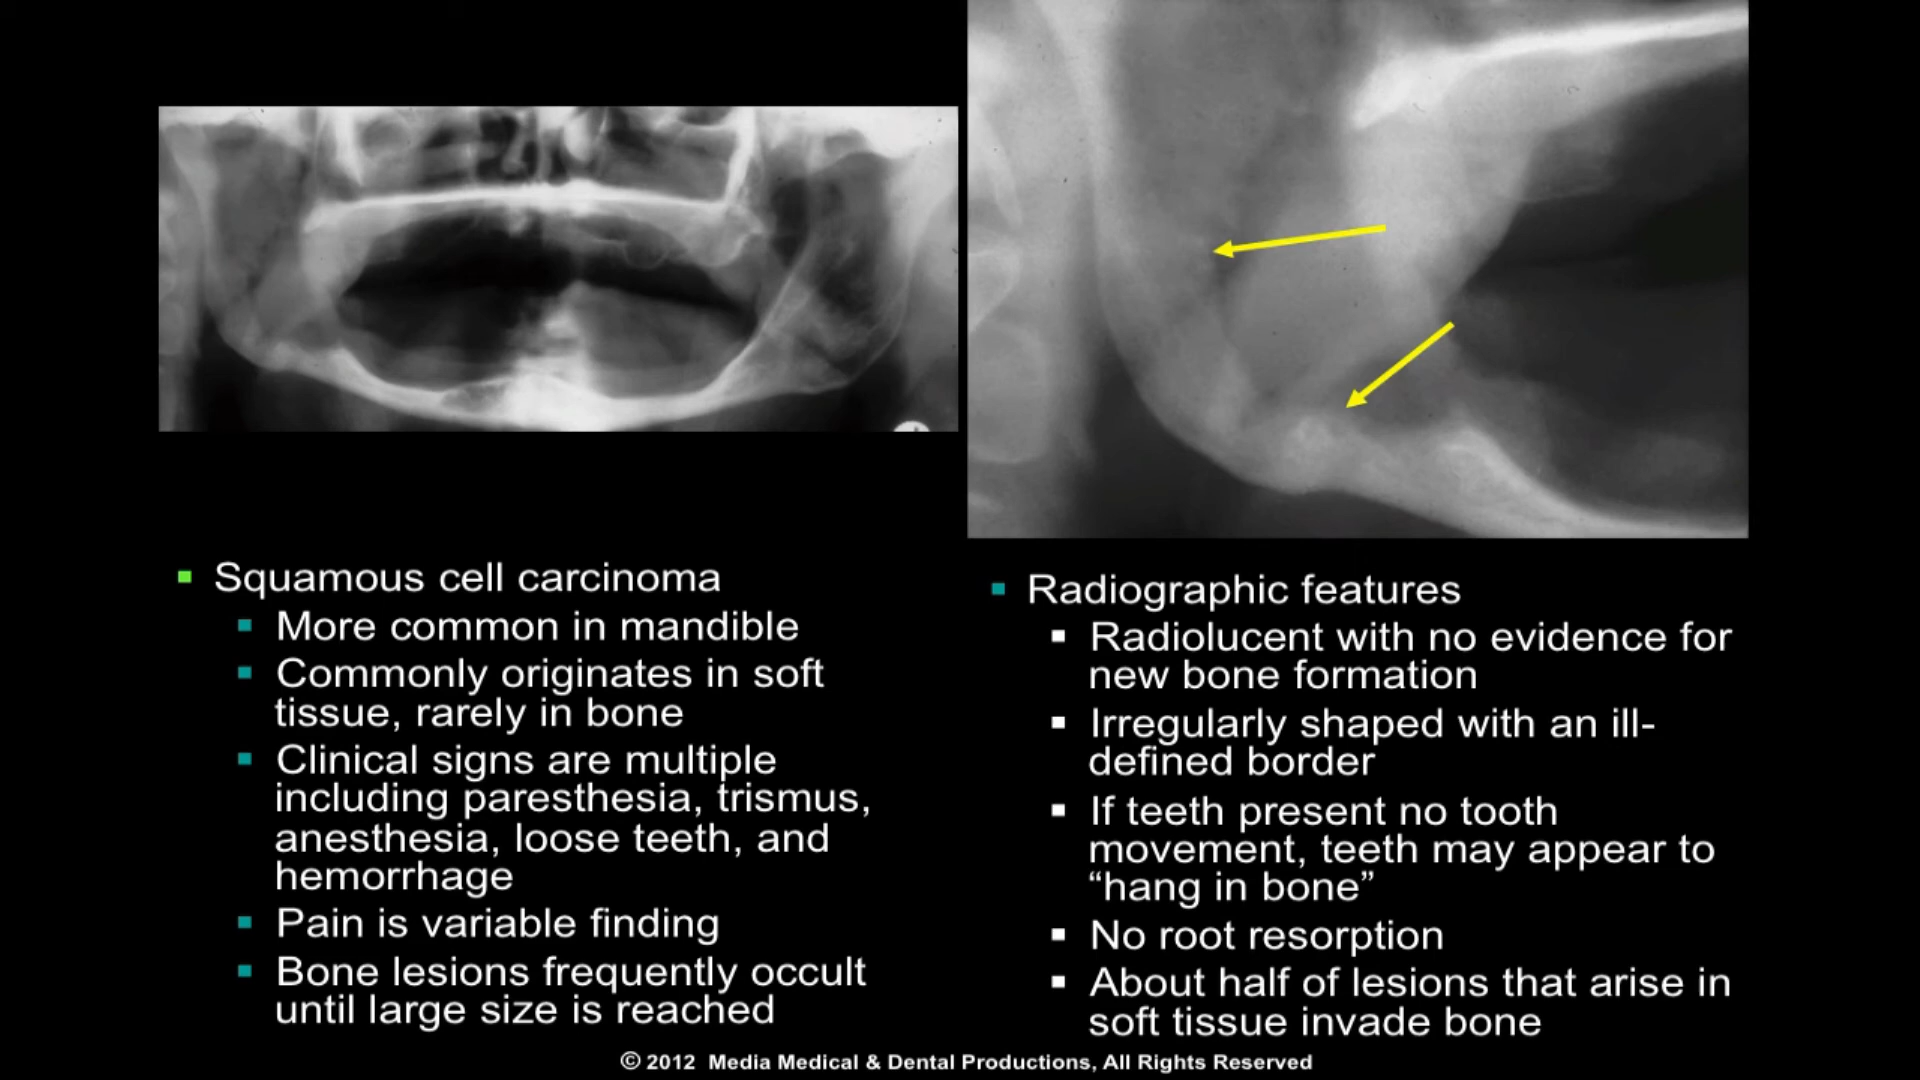 Squamous cell carcinoma
More common in mandible
Commonly originates in soft
tissue, rarely in bone
Clinical signs are multiple
including paresthesia, trismus,
anesthesia, loose teeth, and
hemorrhage
Pain is variable finding
Bone lesions frequently occult
until large size is reached
Radiographic features
Radiolucent with no evidence for
new bone formation
Irregularly shaped with an ill-
defined border
If teeth present no tooth
movement, teeth may appear to
“hang in bone”
No root resorption
About half of lesions that arise in
soft tissue invade bone
© 2012 Media Medical & Dental Productions, All Rights Reserved